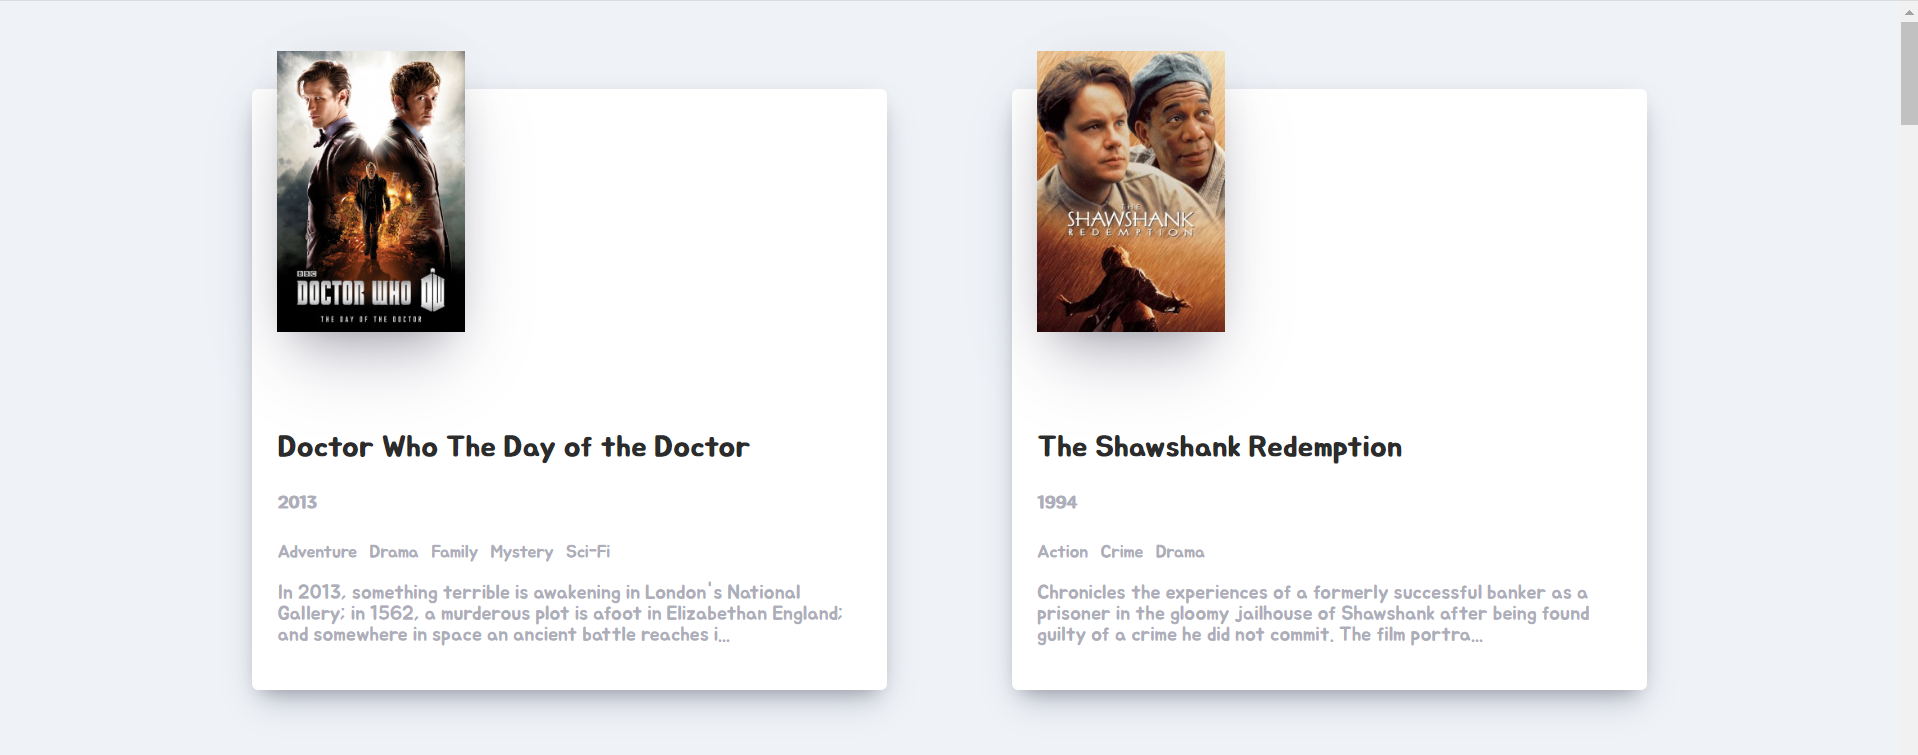 BBC
DOCTOR WHO DW
THE DAY OF THE DOCTOR
Doctor Who The Day of the Doctor
2013
Adventure Drama Family Mystery Sci-Fi
In 2013, something terrible is awakening in London's National
Gallery; in 1562, a murderous plot is afoot in Elizabethan England;
and somewhere in space an ancient battle reaches i...
THE
SHAWSHANK
REDEMPTION
The Shawshank Redemption
1994
Action Crime Drama
Chronicles the experiences of a formerly successful banker as a
prisoner in the gloomy jailhouse of Shawshank after being found
guilty of a crime he did not commit. The film portra...